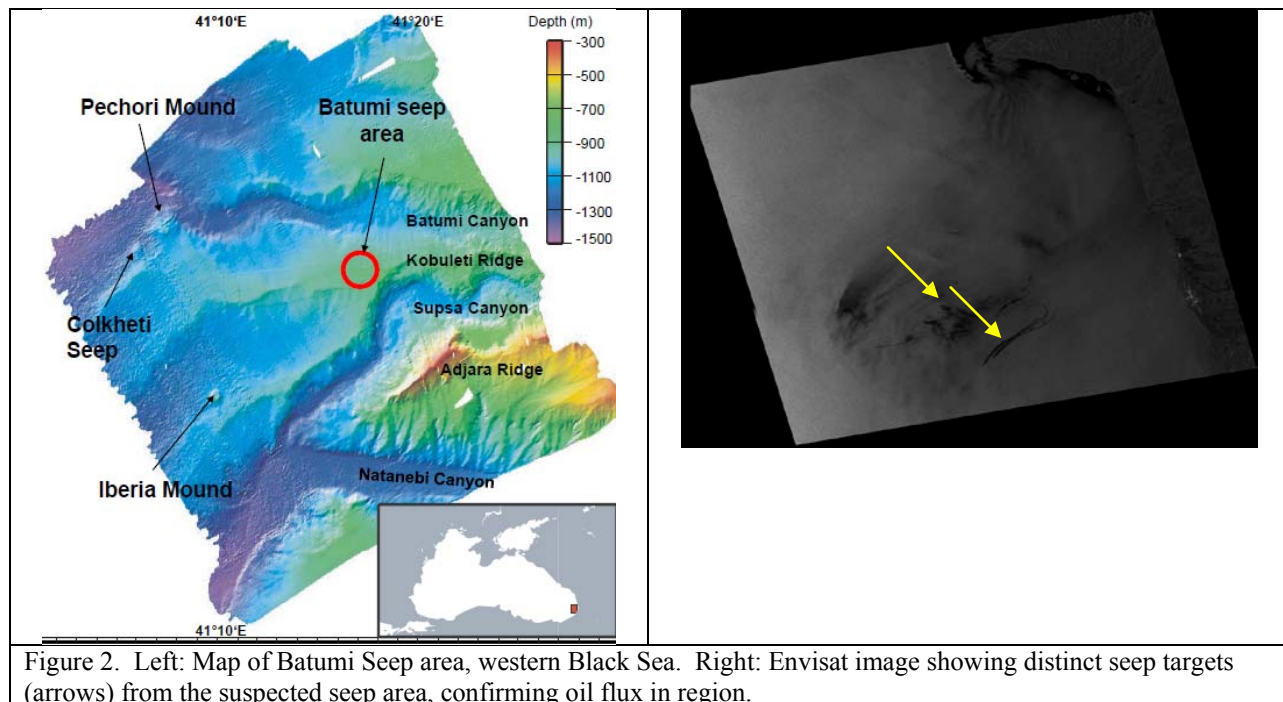 41°10'E
41°20'E
Depth (m)
-300
-500
-700
-900
-1100
-1300
-1500
Pechori Mound
Batumi seep
area
Batumi Canyon
Kobuleti Ridge
Colkheti
Seep
Supsa Canyon
Adjara Ridge
Iberia Mound
Natanebi Canyon
41°10'E
Figure 2.  Left: Map of Batumi Seep area, western Black Sea.  Right: Envisat image showing distinct seep targets
(arrows) from the suspected seep area, confirming oil flux in region.